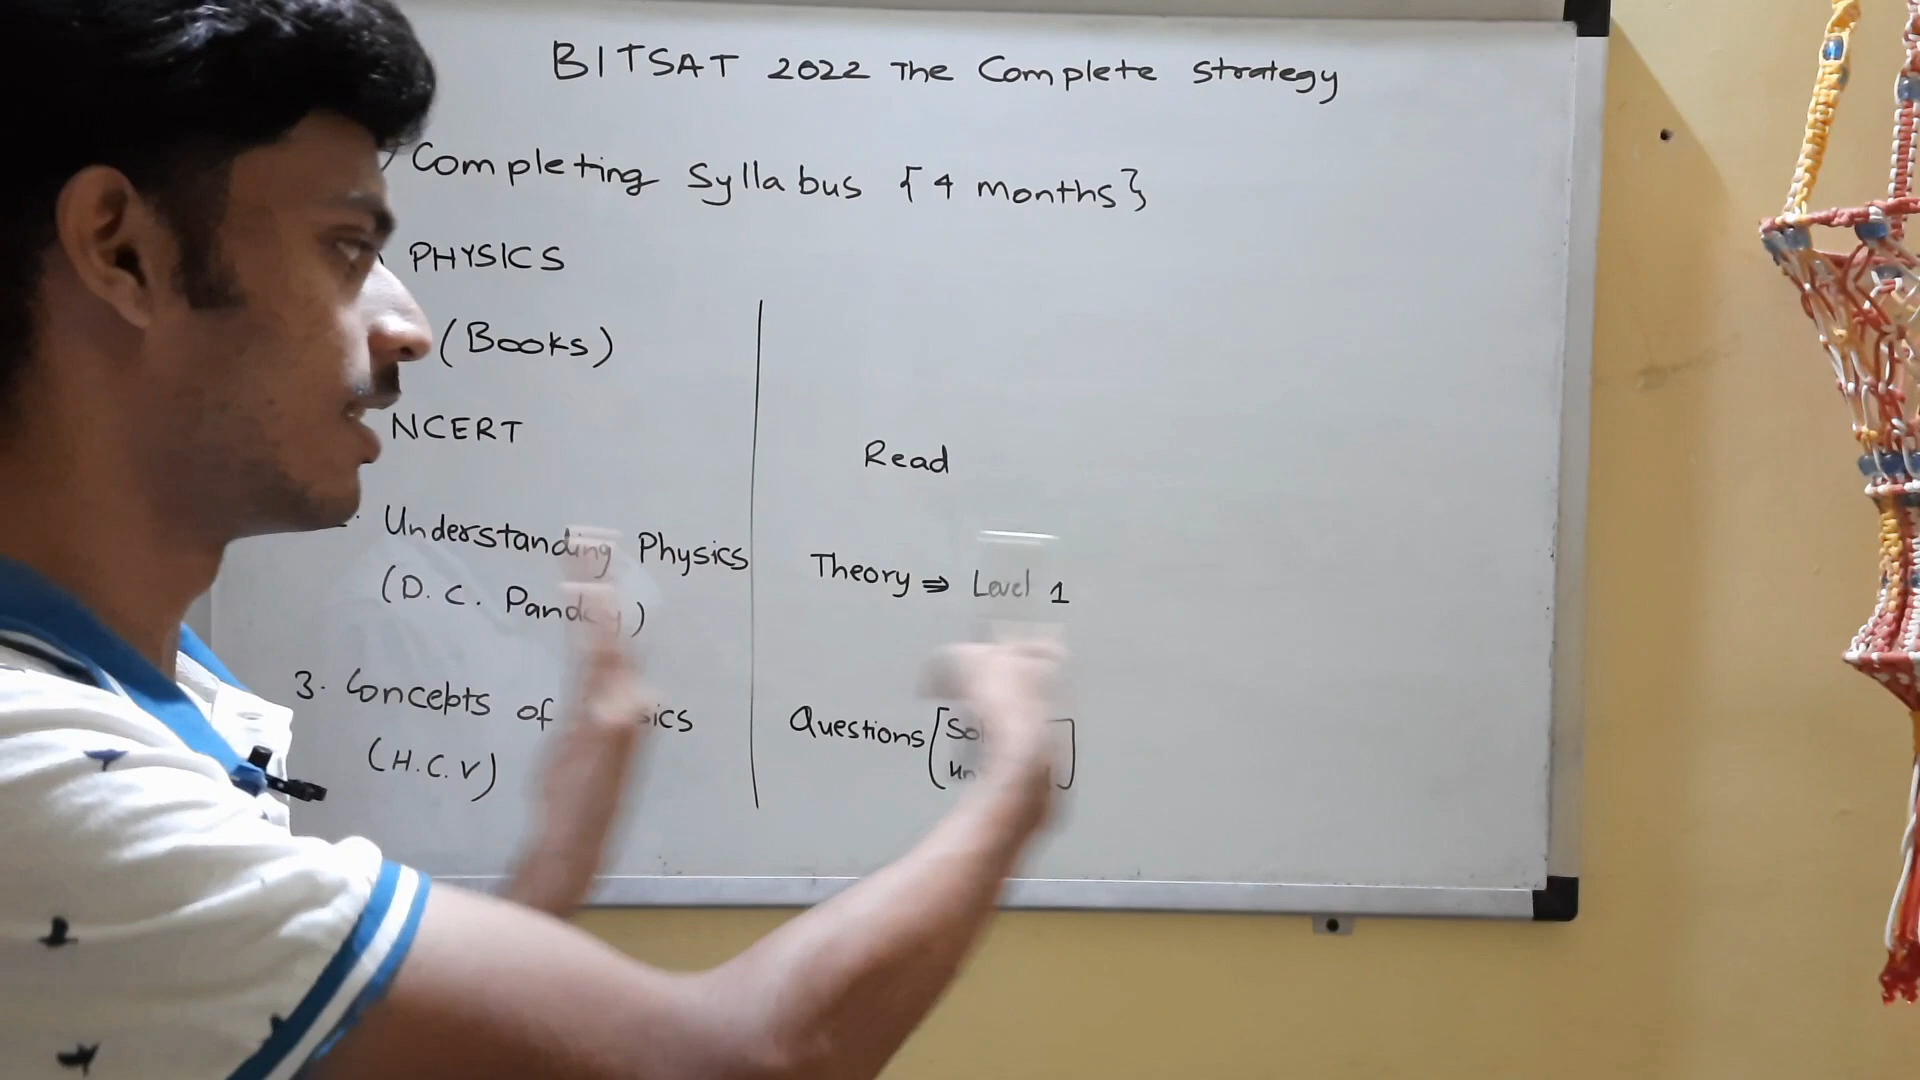 BITSAT 2022 The Complete Strategy
Completing Syllabus {4 months}
PHYSICS
(Books)
NCERT
Read
Understanding Physics
Theory ⇒ Level 1
(D. C. Pandey)
3. Concepts of
Questions
(H.C.V)